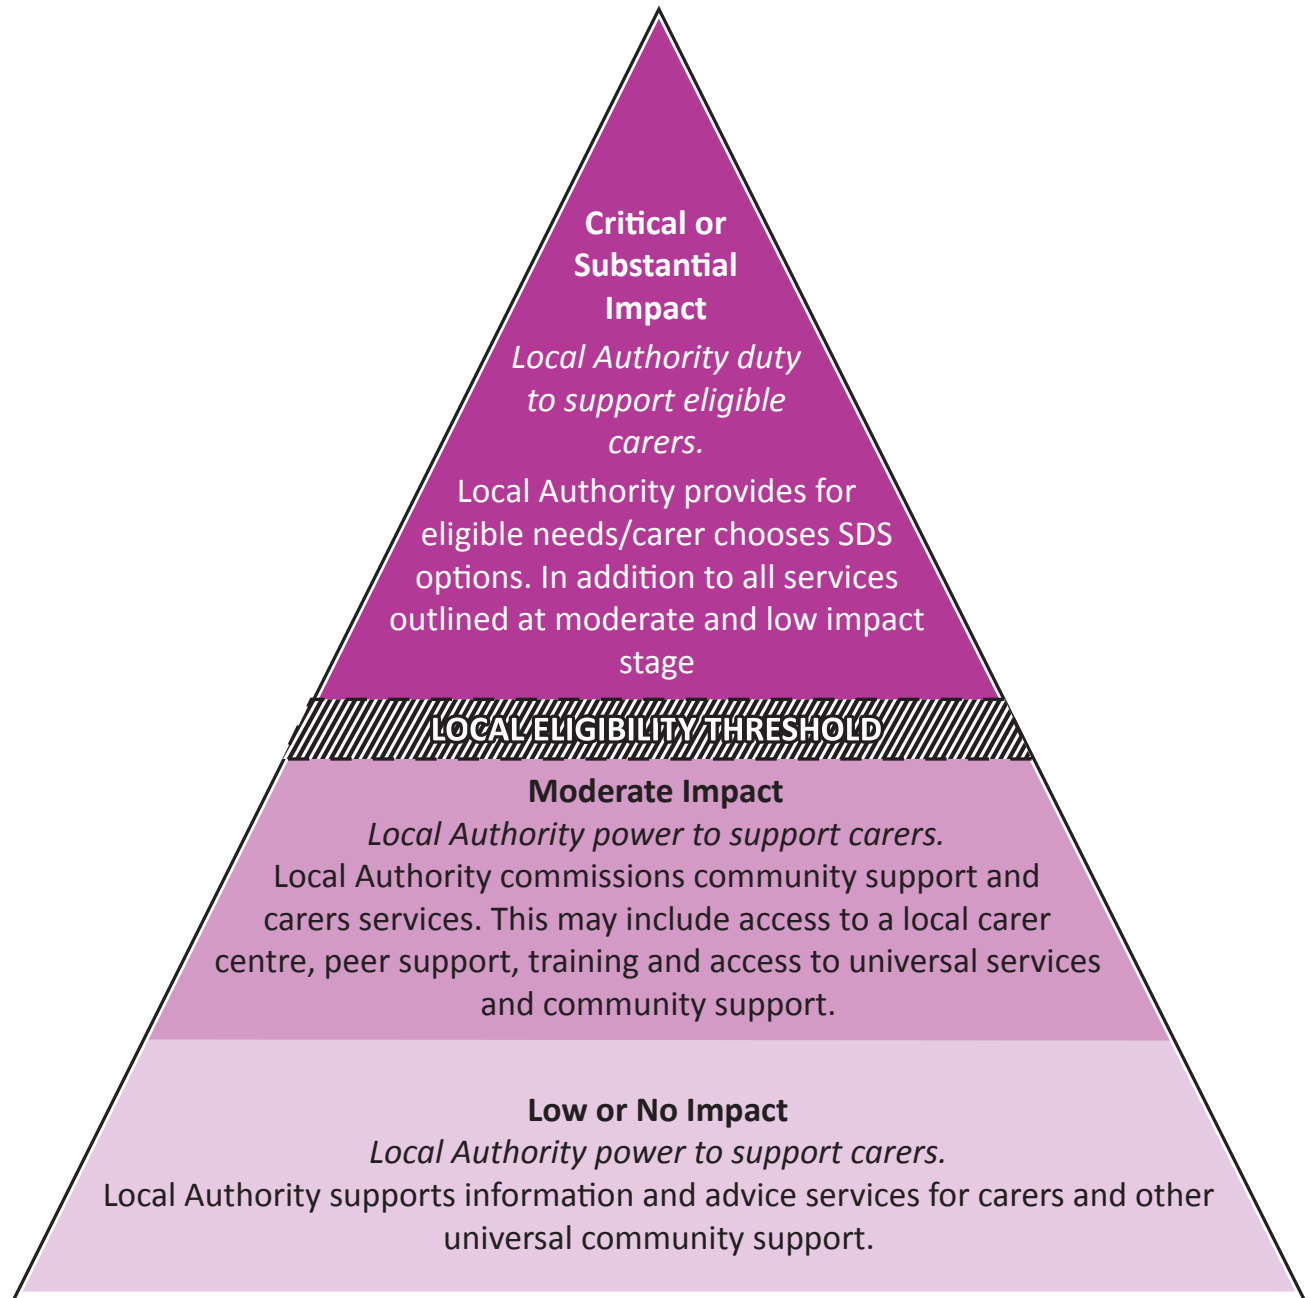 Critical or
Substantial
Impact
Local Authority duty
to support eligible
carers.
Local Authority provides for
eligible needs/carer chooses SDS
options. In addition to all services
outlined at moderate and low impact
stage
LOCAL ELIGIBILITY THRESHOLD
Moderate Impact
Local Authority power to support carers.
Local Authority commissions community support and
carers services. This may include access to a local carer
centre, peer support, training and access to universal services
and community support.
Low or No Impact
Local Authority power to support carers.
Local Authority supports information and advice services for carers and other
universal community support.